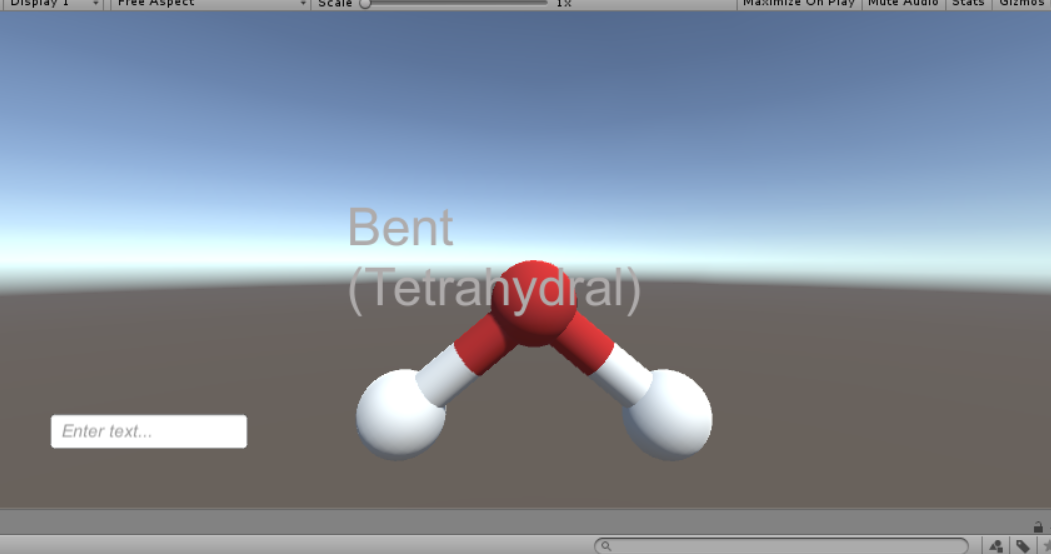 Display 1 Free Aspect Scale 1x Maximize On Play Mute Audio Stats Gizmos
Bent
(Tetrahydral)
Enter text...